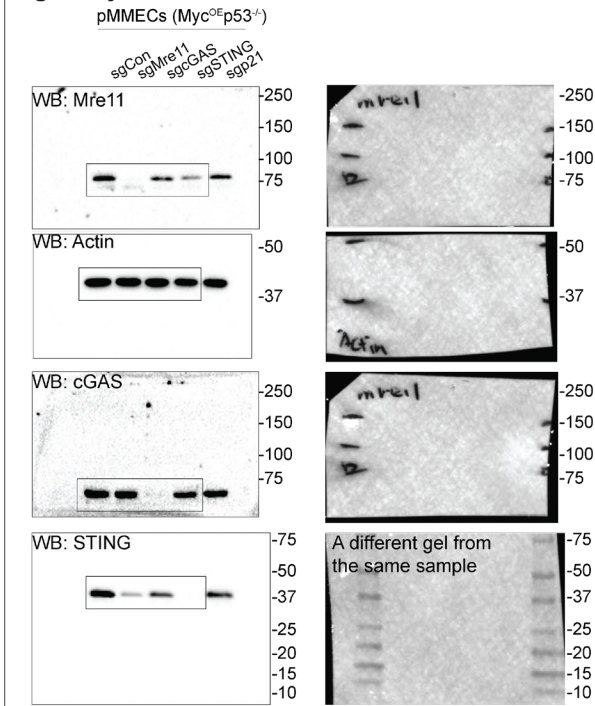 pMMECs (Myc^OE p53^-/-)
sgCon
sgMre11
sgcGAS
sgSTING
sgp21
WB: Mre11
-250
-150
-100
-75
mre11
-250
-150
-100
-75
WB: Actin
-50
-37
Actin
-50
-37
WB: cGAS
-250
-150
-100
-75
mre11
-250
-150
-100
-75
WB: STING
-75
-50
-37
-25
-20
-15
-10
A different gel from
the same sample
-75
-50
-37
-25
-20
-15
-10